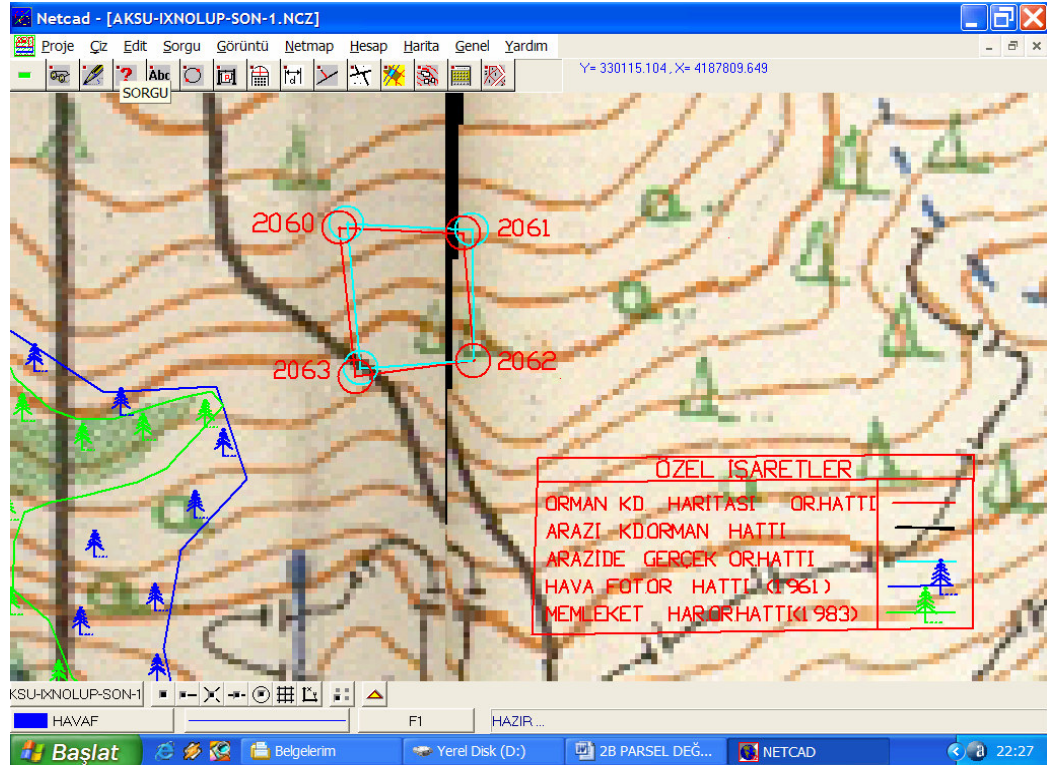 Netcad - [AKSU-IXNOLUP-SON-1.NCZ]
Proje Çiz Edit Sorgu Görüntü Netmap Hesap Harita Genel Yardım
Abc
SORGU
Y= 330115.104 , X= 4187809.649
2060
2061
2063
2062
ÖZEL İŞARETLER
ORMAN KD. HARİTASI OR.HATTI
ARAZİ KD.ORMAN HATTI
ARAZİDE GERÇEK OR.HATTI
HAVA FOT.OR HATTI (1961)
MEMLEKET HAR.OR.HATTI(1983)
KSU-IXNOLUP-SON-1
HAVAF
F1
HAZIR ...
Başlat
Belgelerim
Yerel Disk (D:)
2B PARSEL DEĞ...
NETCAD
22:27